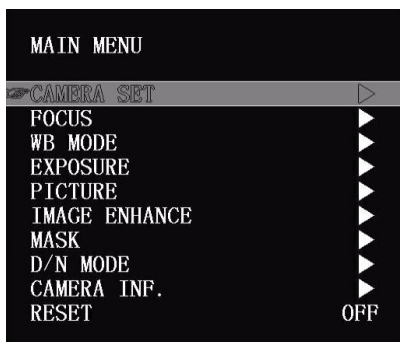 MAIN MENU
CAMERA SET
FOCUS
WB MODE
EXPOSURE
PICTURE
IMAGE ENHANCE
MASK
D/N MODE
CAMERA INF.
RESET OFF